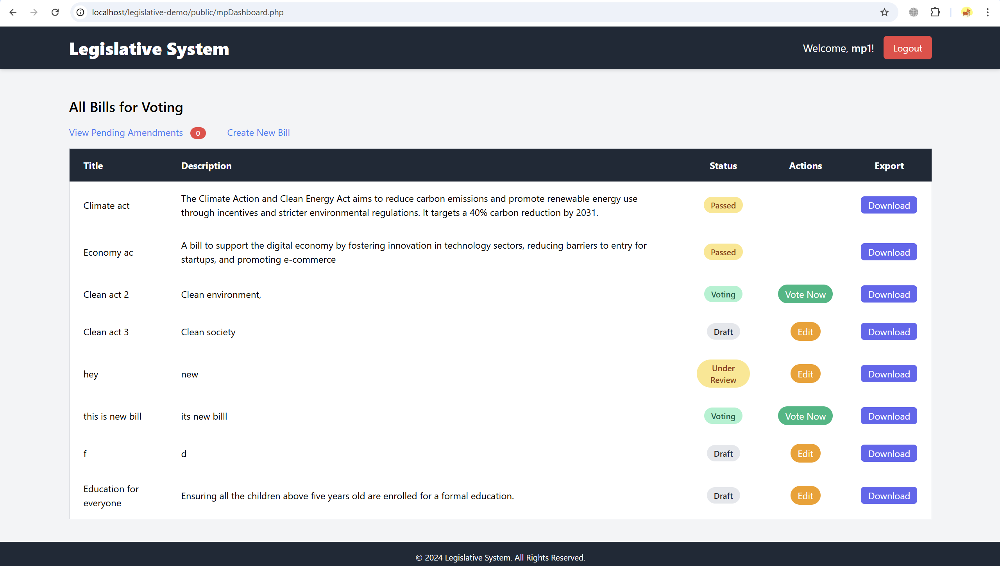 localhost/legislative-demo/public/mpDashboard.php
Legislative System
Welcome, mp1!
Logout
All Bills for Voting
View Pending Amendments 0 Create New Bill
Title Description Status Actions Export
Climate act
The Climate Action and Clean Energy Act aims to reduce carbon emissions and promote renewable energy use
through incentives and stricter environmental regulations. It targets a 40% carbon reduction by 2031.
Passed
Download
Economy ac
A bill to support the digital economy by fostering innovation in technology sectors, reducing barriers to entry for
startups, and promoting e-commerce
Passed
Download
Clean act 2
Clean environment,
Voting
Vote Now
Download
Clean act 3
Clean society
Draft
Edit
Download
hey
new
Under
Review
Edit
Download
this is new bill
its new billl
Voting
Vote Now
Download
f
d
Draft
Edit
Download
Education for
everyone
Ensuring all the children above five years old are enrolled for a formal education.
Draft
Edit
Download
© 2024 Legislative System. All Rights Reserved.